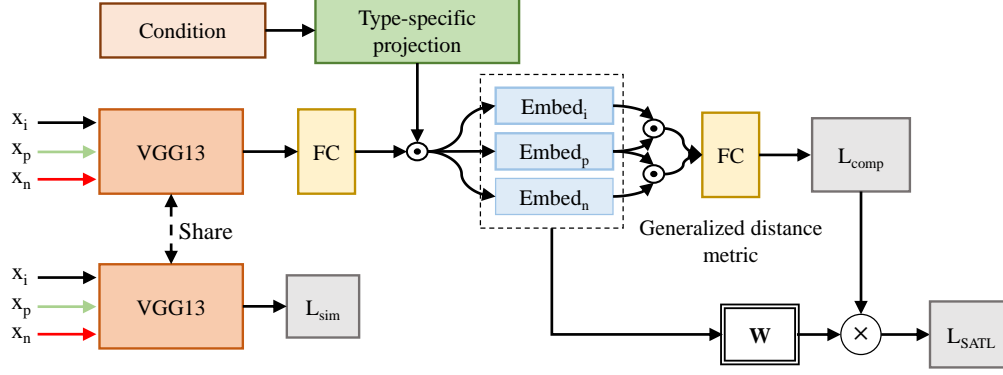 Condition
Type-specific
projection
x_i
x_p
x_n
VGG13
FC
Embed_i
Embed_p
Embed_n
FC
L_comp
Generalized distance
metric
Share
x_i
x_p
x_n
VGG13
L_sim
W
×
L_SATL